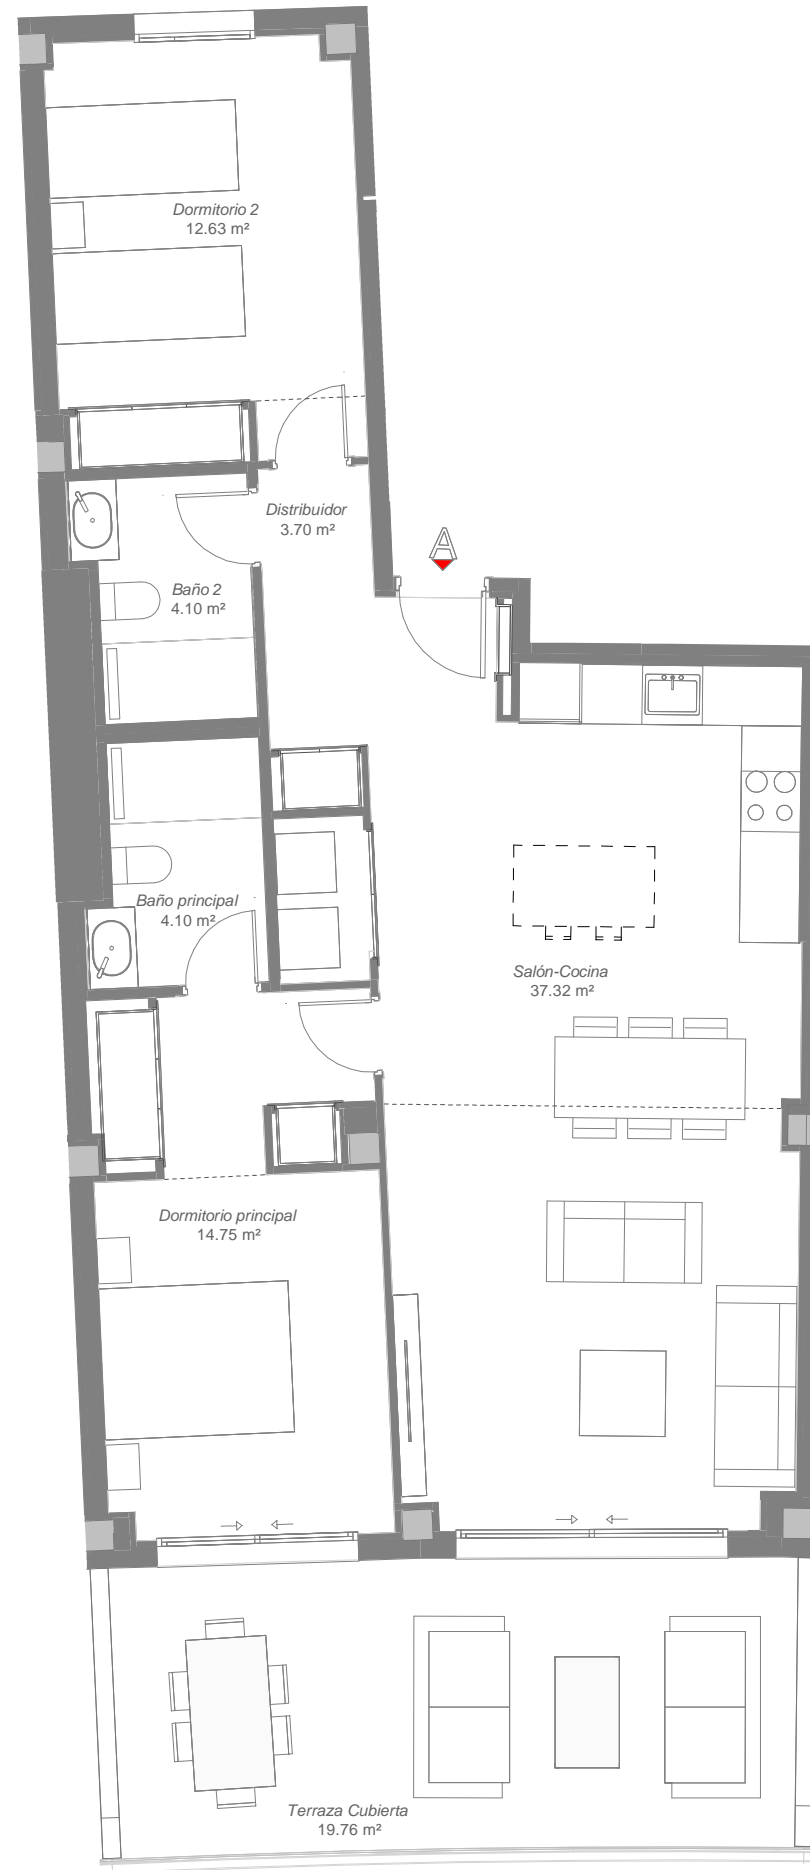 Dormitorio 2
12.63 m²
Distribuidor
3.70 m²
A
Baño 2
4.10 m²
Baño principal
4.10 m²
Salón-Cocina
37.32 m²
Dormitorio principal
14.75 m²
Terraza Cubierta
19.76 m²